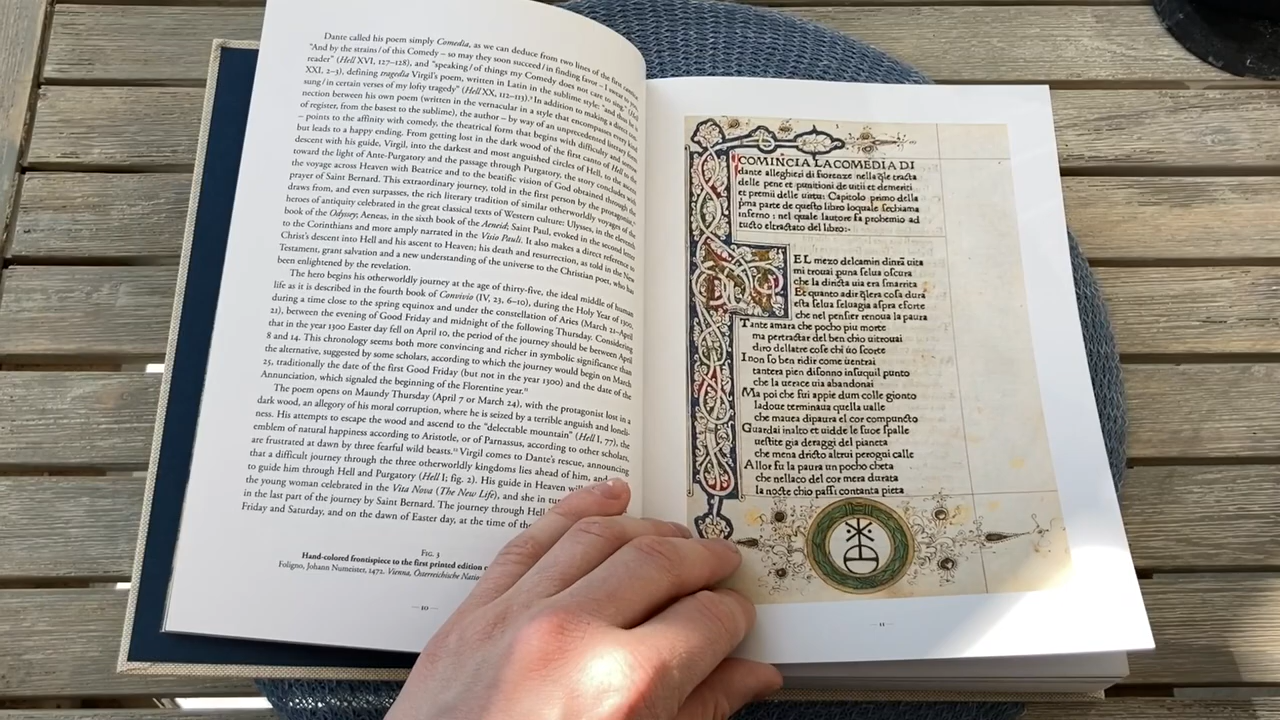 Dante called his poem simply Comedia, as we can deduce from two lines of the first cantica:
"And by the strains / of this Comedy – so may they soon succeed / in finding favor – I swear to you,
reader" (Hell XVI, 127–128), and "speaking / of things my Comedy does not care to sing" (Hell
XXI, 2–3), defining tragedia Virgil's poem, written in Latin in the sublime style: "and thus he is
sung / in certain verses of my lofty tragedy" (Hell XX, 112–113). In addition to making a direct
nection between his own poem (written in the vernacular in a style that encompasses every kind
of register, from the basest to the sublime), the author – by way of an unprecedented literary
– points to the affinity with comedy, the theatrical form that begins with difficulty and
but leads to a happy ending. From getting lost in the dark wood of the first canto of Hell to the
descent with his guide, Virgil, into the darkest and most anguished circles of Hell, to the ascent
toward the light of Ante-Purgatory and the passage through Purgatory, the story concludes with
the voyage across Heaven with Beatrice and to the beatific vision of God obtained through the
prayer of Saint Bernard. This extraordinary journey, told in the first person by the protagonist,
draws from, and even surpasses, the rich literary tradition of similar otherworldly voyages of the
heroes of antiquity celebrated in the great classical texts of Western culture: Ulysses, in the eleventh
book of the Odyssey; Aeneas, in the sixth book of the Aeneid; Saint Paul, evoked in the second letter
to the Corinthians and more amply narrated in the Visio Pauli. It also makes a direct reference to
Christ's descent into Hell and his ascent to Heaven; his death and resurrection, as told in the New
Testament, grant salvation and a new understanding of the universe to the Christian poet, who has
been enlightened by the revelation.
The hero begins his otherworldly journey at the age of thirty-five, the ideal middle of human
life as it is described in the fourth book of Convivio (IV, 23, 6–10), during the Holy Year of 1300,
during a time close to the spring equinox and under the constellation of Aries (March 21–April
21), between the evening of Good Friday and midnight of the following Thursday. Considering
that in the year 1300 Easter day fell on April 10, the period of the journey should be between April
8 and 14. This chronology seems both more convincing and richer in symbolic significance than
the alternative, suggested by some scholars, according to which the journey would begin on March
25, traditionally the date of the first Good Friday (but not in the year 1300) and the date of the
Annunciation, which signaled the beginning of the Florentine year.
The poem opens on Maundy Thursday (April 7 or March 24), with the protagonist lost in a
dark wood, an allegory of his moral corruption, where he is seized by a terrible anguish and loneli-
ness. His attempts to escape the wood and ascend to the "delectable mountain" (Hell I, 77), the
emblem of natural happiness according to Aristotle, or of Parnassus, according to other scholars,
are frustrated at dawn by three fearful wild beasts. Virgil comes to Dante's rescue, announcing
that a difficult journey through the three otherworldly kingdoms lies ahead of him, and
to guide him through Hell and Purgatory (Hell I; fig. 2). His guide in Heaven will
the young woman celebrated in the Vita Nova (The New Life), and she in tur
in the last part of the journey by Saint Bernard. The journey through Hell
Friday and Saturday, and on the dawn of Easter day, at the time of the
Fig. 3
Hand-colored frontispiece to the first printed edition
Foligno, Johann Numeister, 1472. Vienna, Österreichische Natio
— 10 —
COMINCIA LA COMEDIA DI
dante alleghieri di fiorenze nella q̄le tracta
delle pene et punitioni de uitii et demeriti
et premii delle uirtu: Capitolo primo della
p̄ma parte de questo libro loquale sechiama
inferno : nel quale lautore fa prohemio ad
tucto eltractato del libro:-
EL mezo delcamin dinr̄a uita
mi trouai puna selua oscura
che la dirícta uia era smarrita
Et quanto adir q̄lera cosa dura
esta selua seluagia aspra eforte
che nel pensier renoua la paura
Tante amara che pocho piu morte
ma pertractar del ben chio uitrouai
diro dellatre cose chi uo scorte
I non so ben ridir come uentrai
tantera pien disonno insuquil punto
che la uerace uia abandonai
Ma poi che fui appie dum colle gionto
ladoue terminaua quella ualle
che mauea dipaura el cor compuncto
Guardai inalto et uidde le suoe spalle
uestite gia deraggi del pianeta
che mena dricto altrui perogni calle
Allor fu la paura un pocho cheta
che nellaco del cor mera durata
la nocte chio passi contanta pieta
— 11 —